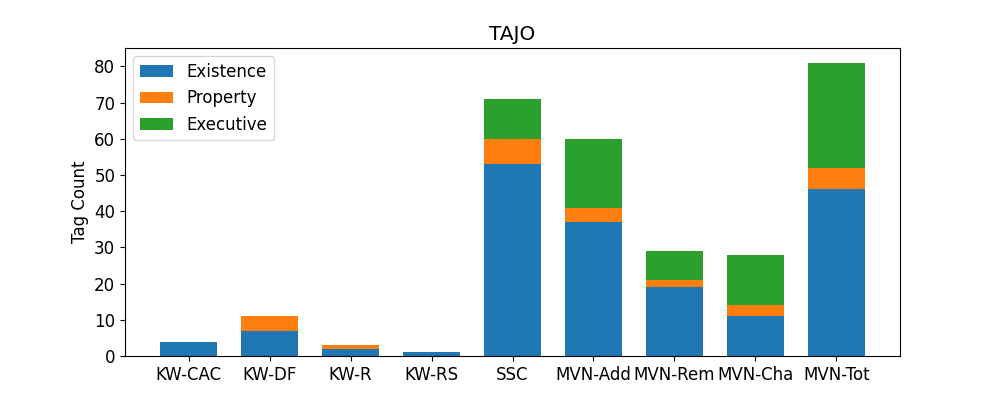 TAJO
Existence
Property
Executive
Tag Count
80
70
60
50
40
30
20
10
0
KW-CAC KW-DF KW-R KW-RS SSC MVN-Add MVN-Rem MVN-Cha MVN-Tot